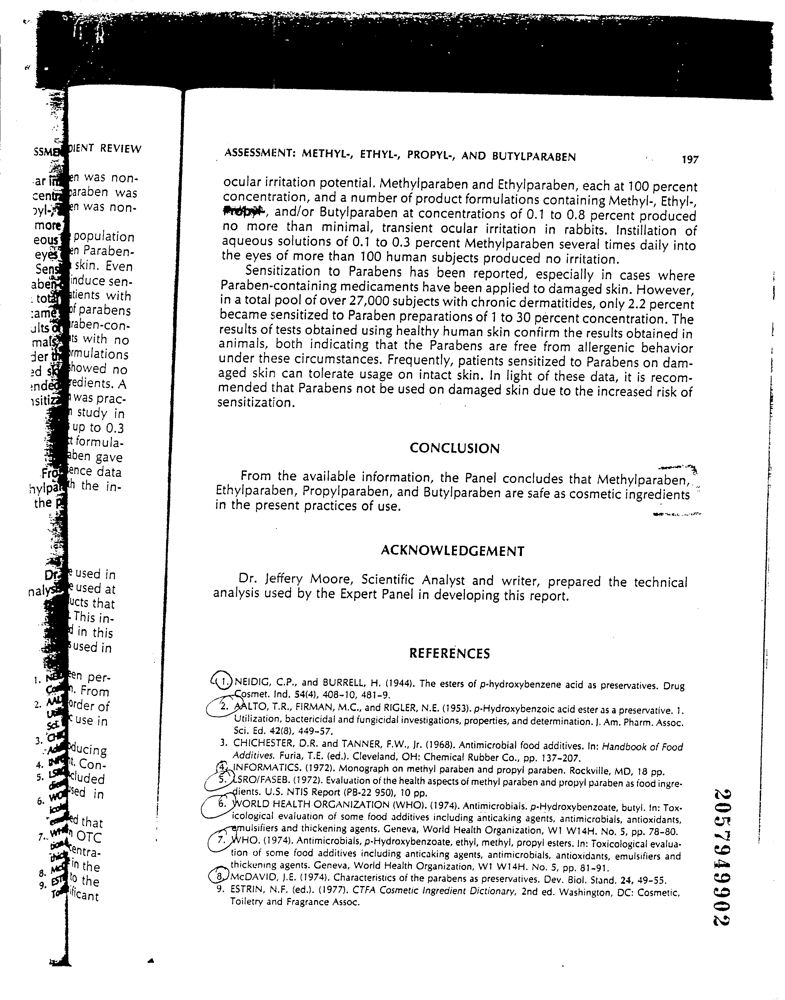 ASSESSMENT: METHYL-, ETHYL-, PROPYL-, AND BUTYLPARABEN 197
ocular irritation potential. Methylparaben and Ethylparaben, each at 100 percent
concentration, and a number of product formulations containing Methyl-, Ethyl-,
Propyl-, and/or Butylparaben at concentrations of 0.1 to 0.8 percent produced
no more than minimal, transient ocular irritation in rabbits. Instillation of
aqueous solutions of 0.1 to 0.3 percent Methylparaben several times daily into
the eyes of more than 100 human subjects produced no irritation.
Sensitization to Parabens has been reported, especially in cases where
Paraben-containing medicaments have been applied to damaged skin. However,
in a total pool of over 27,000 subjects with chronic dermatitides, only 2.2 percent
became sensitized to Paraben preparations of 1 to 30 percent concentration. The
results of tests obtained using healthy human skin confirm the results obtained in
animals, both indicating that the Parabens are free from allergenic behavior
under these circumstances. Frequently, patients sensitized to Parabens on dam-
aged skin can tolerate usage on intact skin. In light of these data, it is recom-
mended that Parabens not be used on damaged skin due to the increased risk of
sensitization.
CONCLUSION
From the available information, the Panel concludes that Methylparaben,
Ethylparaben, Propylparaben, and Butylparaben are safe as cosmetic ingredients
in the present practices of use.
ACKNOWLEDGEMENT
Dr. Jeffery Moore, Scientific Analyst and writer, prepared the technical
analysis used by the Expert Panel in developing this report.
REFERENCES
1. NEIDIG, C.P., and BURRELL, H. (1944). The esters of p-hydroxybenzene acid as preservatives. Drug
Cosmet. Ind. 54(4), 408-10, 481-9.
2. AALTO, T.R., FIRMAN, M.C., and RIGLER, N.E. (1953). p-Hydroxybenzoic acid ester as a preservative. 1.
Utilization, bactericidal and fungicidal investigations, properties, and determination. J. Am. Pharm. Assoc.
Sci. Ed. 42(8), 449-57.
3. CHICHESTER, D.R. and TANNER, F.W., Jr. (1968). Antimicrobial food additives. In: Handbook of Food
Additives. Furia, T.E. (ed.). Cleveland, OH: Chemical Rubber Co., pp. 137-207.
4. INFORMATICS. (1972). Monograph on methyl paraben and propyl paraben. Rockville, MD, 18 pp.
5. LSRO/FASEB. (1972). Evaluation of the health aspects of methyl paraben and propyl paraben as food ingre-
dients. U.S. NTIS Report (PB-22 950), 10 pp.
6. WORLD HEALTH ORGANIZATION (WHO). (1974). Antimicrobials. p-Hydroxybenzoate, butyl. In: Tox-
icological evaluation of some food additives including anticaking agents, antimicrobials, antioxidants,
emulsifiers and thickening agents. Geneva, World Health Organization, W1 W14H. No. 5, pp. 78-80.
7. WHO. (1974). Antimicrobials, p-Hydroxybenzoate, ethyl, methyl, propyl esters. In: Toxicological evalua-
tion of some food additives including anticaking agents, antimicrobials, antioxidants, emulsifiers and
thickening agents. Geneva, World Health Organization, W1 W14H. No. 5, pp. 81-91.
8. McDAVID, J.E. (1974). Characteristics of the parabens as preservatives. Dev. Biol. Stand. 24, 49-55.
9. ESTRIN, N.F. (ed.). (1977). CTFA Cosmetic Ingredient Dictionary, 2nd ed. Washington, DC: Cosmetic,
Toiletry and Fragrance Assoc.
2057949902